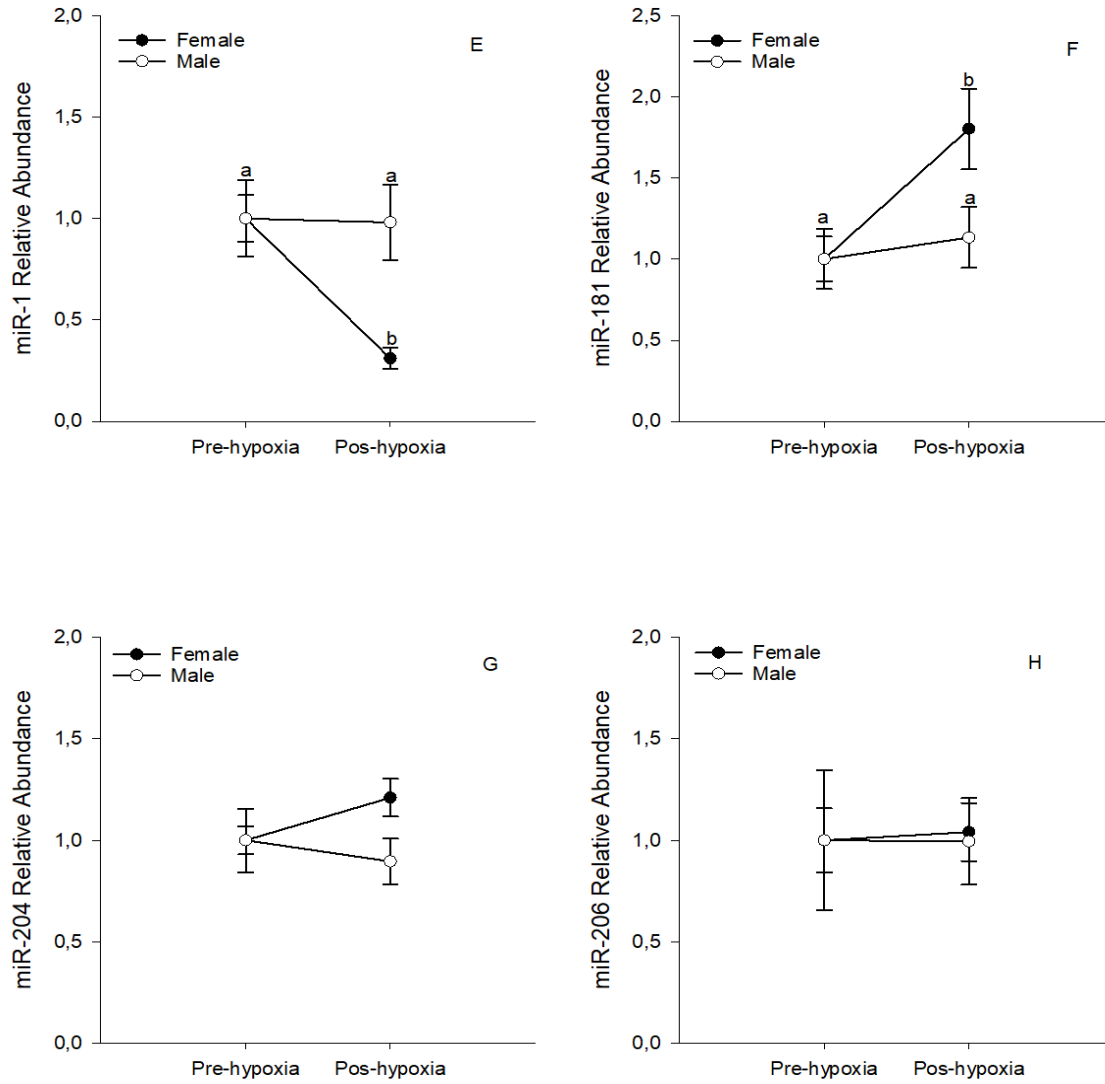 miR-1 Relative Abundance
2,0
1,5
1,0
0,5
0,0
Female
Male
E
a
a
b
Pre-hypoxia
Pos-hypoxia
miR-181 Relative Abundance
2,5
2,0
1,5
1,0
0,5
0,0
Female
Male
F
b
a
a
Pre-hypoxia
Pos-hypoxia
miR-204 Relative Abundance
2,0
1,5
1,0
0,5
0,0
Female
Male
G
Pre-hypoxia
Pos-hypoxia
miR-206 Relative Abundance
2,0
1,5
1,0
0,5
0,0
Female
Male
H
Pre-hypoxia
Pos-hypoxia